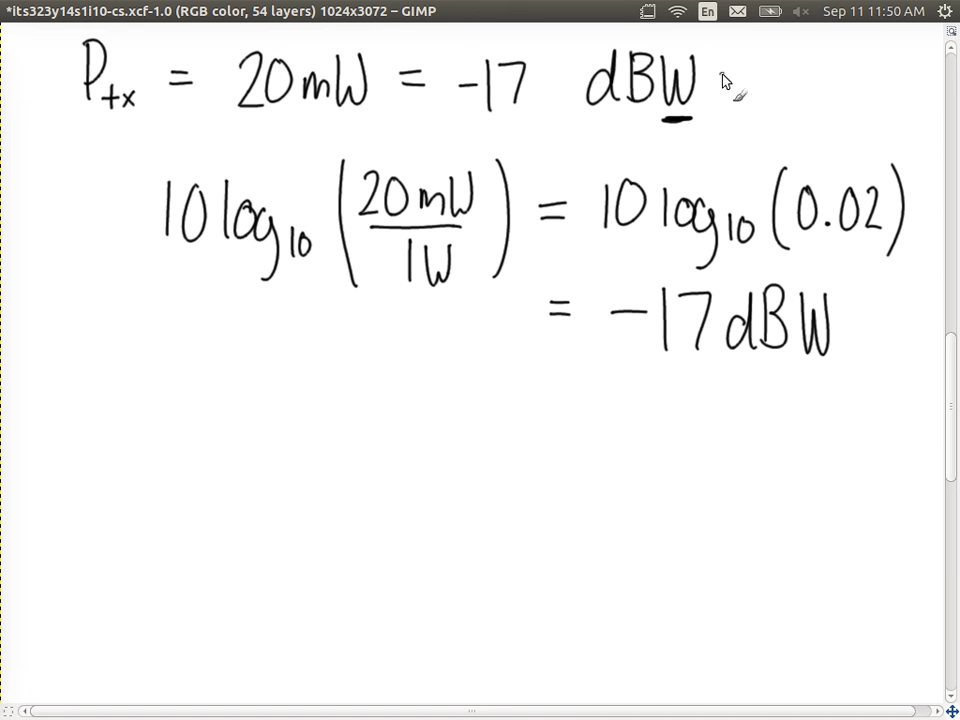 *its323y14s1i10-cs.xcf-1.0 (RGB color, 54 layers) 1024x3072 – GIMP En Sep 11 11:50 AM
Ptx = 20mW = -17 dBW
10 log10 (20mW/1W) = 10 log10 (0.02)
= -17 dBW